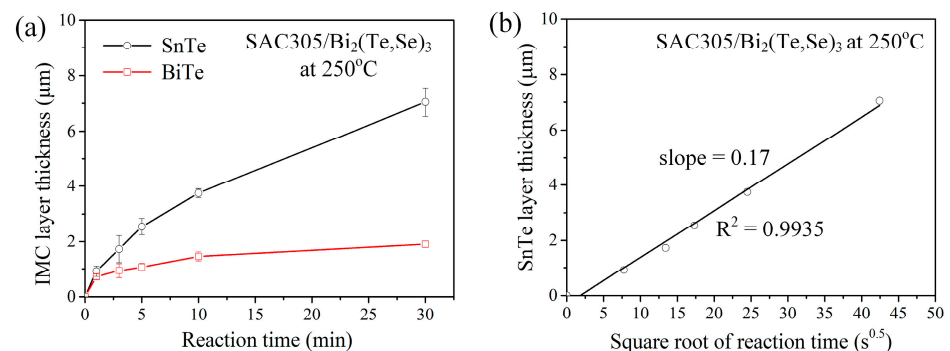 (a)
SnTe
BiTe
SAC305/Bi₂(Te,Se)₃
at 250°C
IMC layer thickness (μm)
10
8
6
4
2
0
0 5 10 15 20 25 30
Reaction time (min)
(b)
SAC305/Bi₂(Te,Se)₃ at 250°C
slope = 0.17
R² = 0.9935
SnTe layer thickness (μm)
10
8
6
4
2
0
0 5 10 15 20 25 30 35 40 45 50
Square root of reaction time (s⁰·⁵)